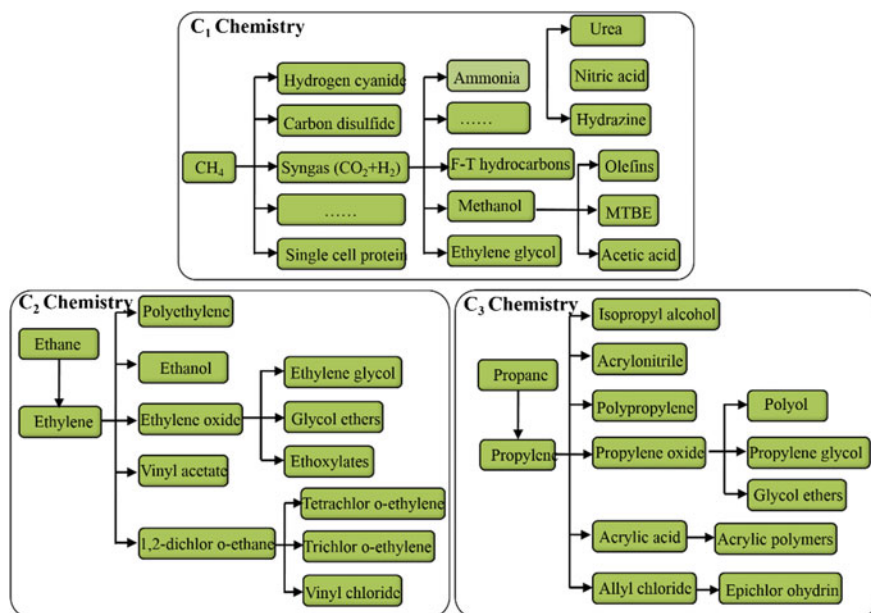 C₁ Chemistry
Urea
Hydrogen cyanide
Ammonia
Nitric acid
Carbon disulfide
......
Hydrazine
CH₄
Syngas (CO₂+H₂)
F-T hydrocarbons
Olefins
......
Methanol
MTBE
Single cell protein
Ethylene glycol
Acetic acid
C₂ Chemistry
Polyethylene
Ethane
Ethanol
Ethylene glycol
Ethylene
Ethylene oxide
Glycol ethers
Vinyl acetate
Ethoxylates
Tetrachlor o-ethylene
1,2-dichlor o-ethane
Trichlor o-ethylene
Vinyl chloride
C₃ Chemistry
Isopropyl alcohol
Propane
Acrylonitrile
Polypropylene
Polyol
Propylene
Propylene oxide
Propylene glycol
Glycol ethers
Acrylic acid
Acrylic polymers
Allyl chloride
Epichlor ohydrin